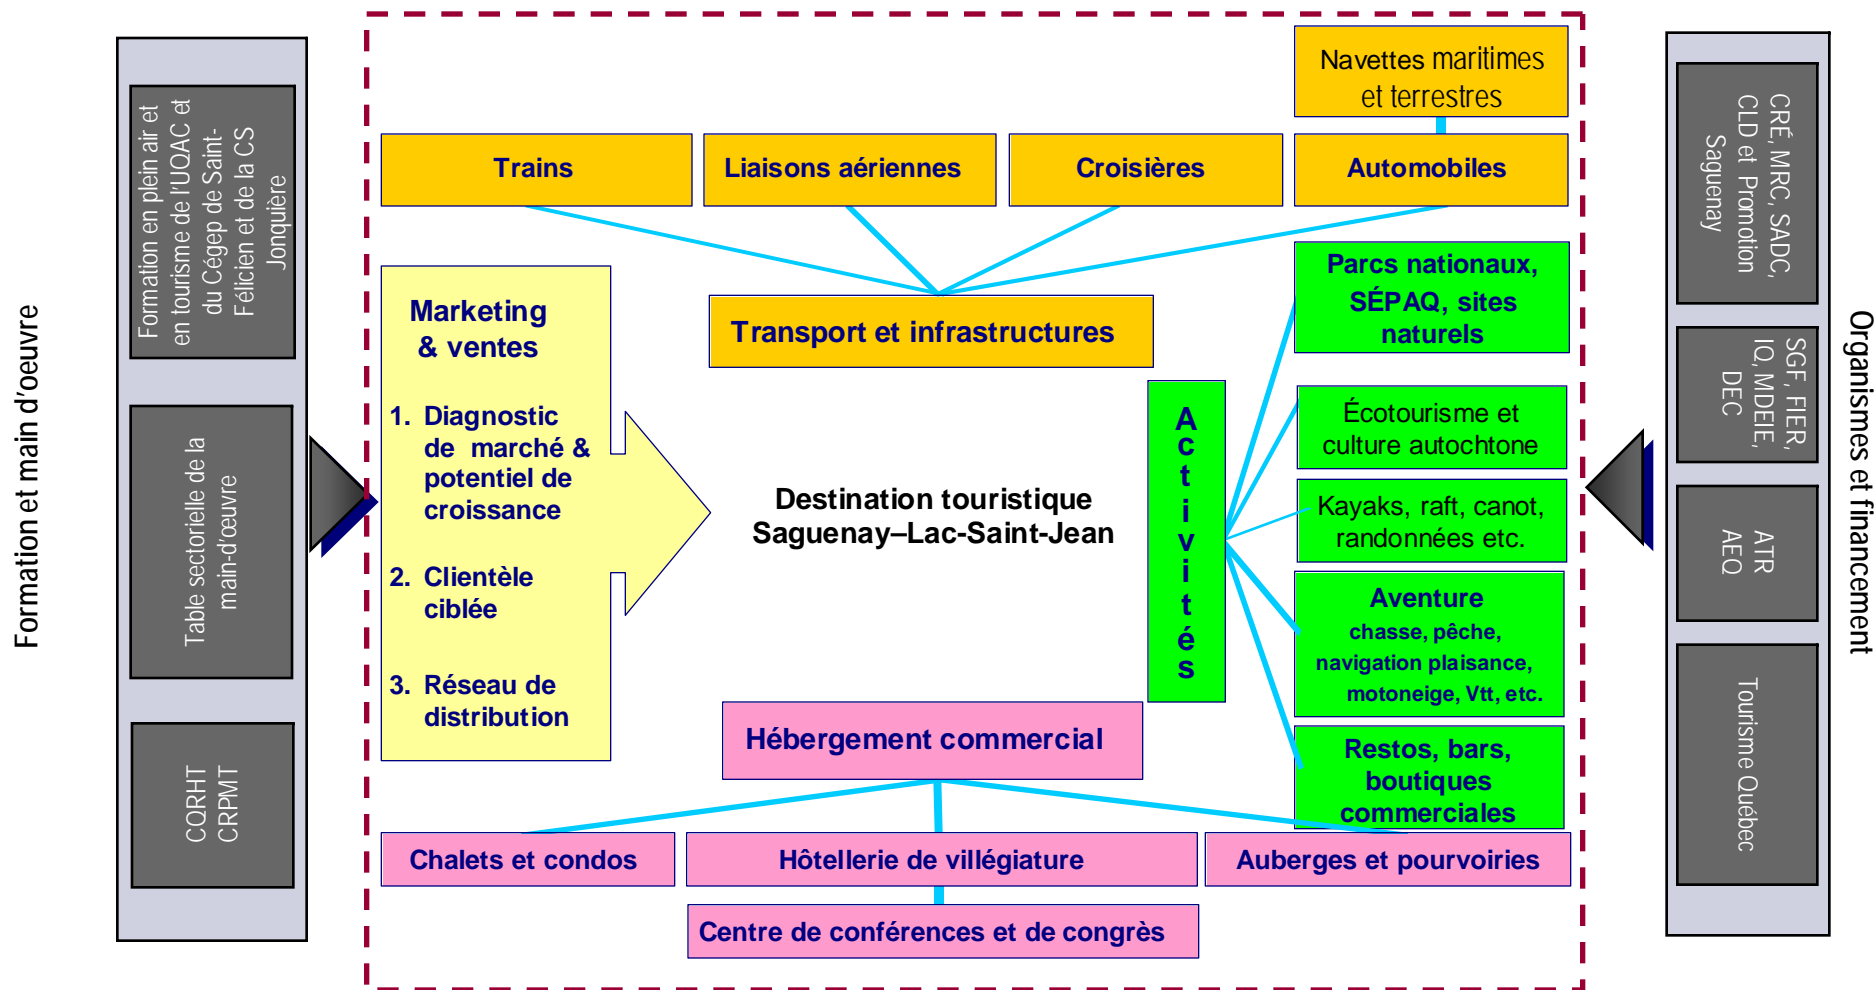 Formation et main d'oeuvre
Formation en plein air et
en tourisme de l'UQAC et
du Cégep de Saint-
Félicien et de la CS
Jonquière
Table sectorielle de la
main-d'œuvre
CQRHT
CRPMT
Navettes maritimes
et terrestres
Trains
Liaisons aériennes
Croisières
Automobiles
Transport et infrastructures
Marketing
& ventes
1. Diagnostic
de marché &
potentiel de
croissance
2. Clientèle
ciblée
3. Réseau de
distribution
Destination touristique
Saguenay–Lac-Saint-Jean
Activités
Parcs nationaux,
SÉPAQ, sites
naturels
Écotourisme et
culture autochtone
Kayaks, raft, canot,
randonnées etc.
Aventure
chasse, pêche,
navigation plaisance,
motoneige, Vtt, etc.
Restos, bars,
boutiques
commerciales
Hébergement commercial
Chalets et condos
Hôtellerie de villégiature
Auberges et pourvoiries
Centre de conférences et de congrès
CRÉ, MRC, SADC,
CLD et Promotion
Saguenay
SGF, FIER,
IQ, MDEIE,
DEC
ATR
AEQ
Tourisme Québec
Organismes et financement